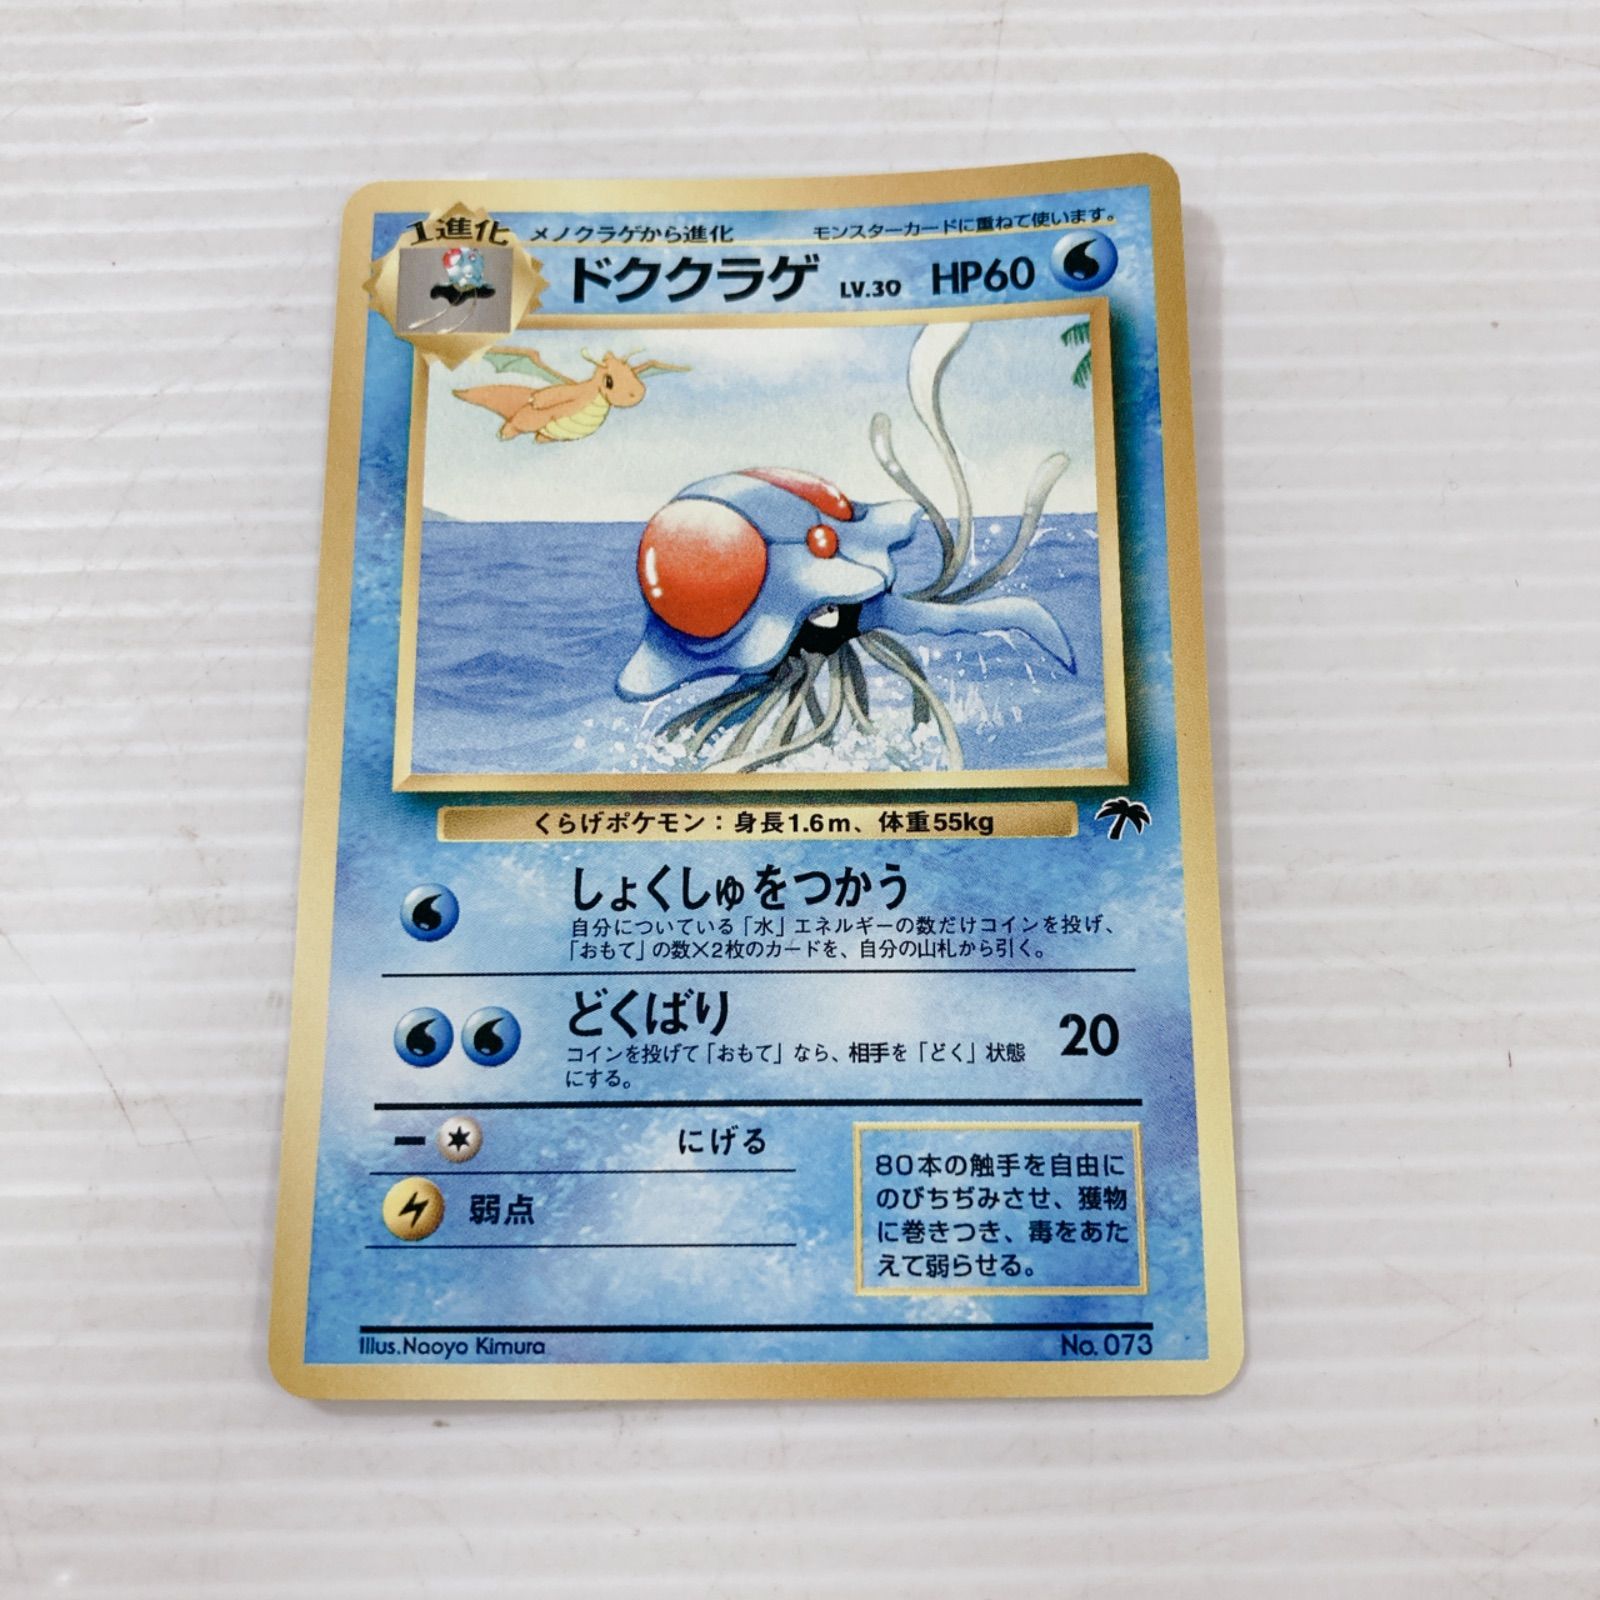 1進化
メノクラゲから進化
モンスターカードに重ねて使います。
ドククラゲ LV.30 HP60
くらげポケモン：身長1.6m、体重55kg
しょくしゅをつかう
自分についている「水」エネルギーの数だけコインを投げ、
「おもて」の数×2枚のカードを、自分の山札から引く。
どくばり
20
コインを投げて「おもて」なら、相手を「どく」状態
にする。
にげる
弱点
80本の触手を自由に
のびちぢみさせ、獲物
に巻きつき、毒をあた
えて弱らせる。
Illus.Naoyo Kimura
No. 073